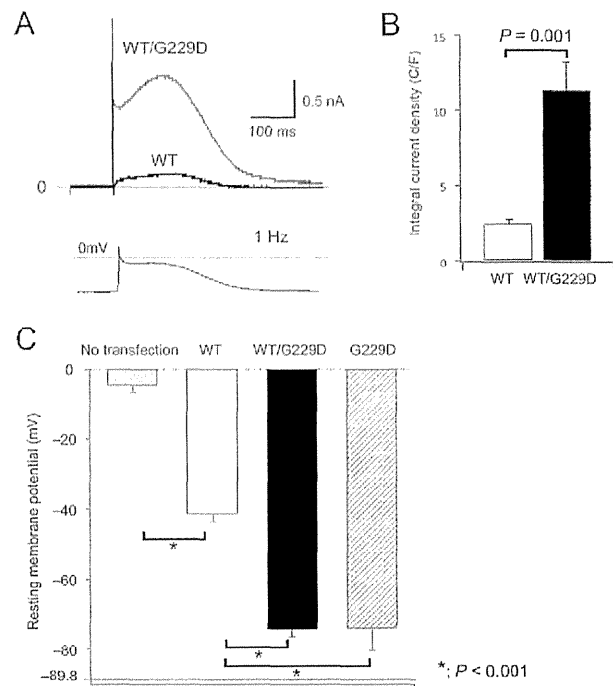 A
WT/G229D
0.5 nA
100 ms
WT
0
1 Hz
0mV
B
P = 0.001
Integral current density (C/F)
15
10
5
0
WT WT/G229D
C
No transfection WT WT/G229D G229D
Resting membrane potential (mV)
0
−20
−40
−60
−80
−89.8
*
*
*
*; P < 0.001